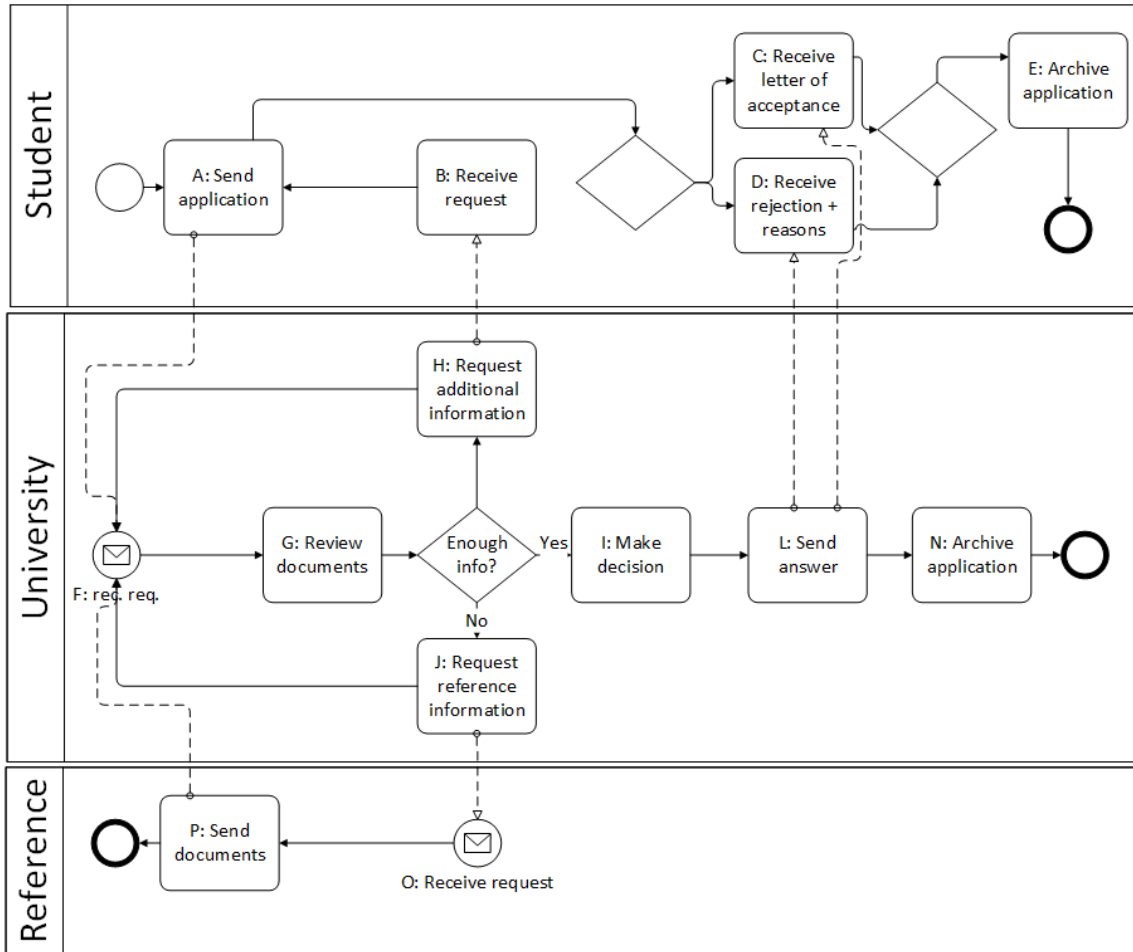 Student
A: Send
application
B: Receive
request
C: Receive
letter of
acceptance
D: Receive
rejection +
reasons
E: Archive
application
University
F: rec. req.
G: Review
documents
H: Request
additional
information
Enough
info?
Yes
No
I: Make
decision
J: Request
reference
information
L: Send
answer
N: Archive
application
Reference
P: Send
documents
O: Receive request